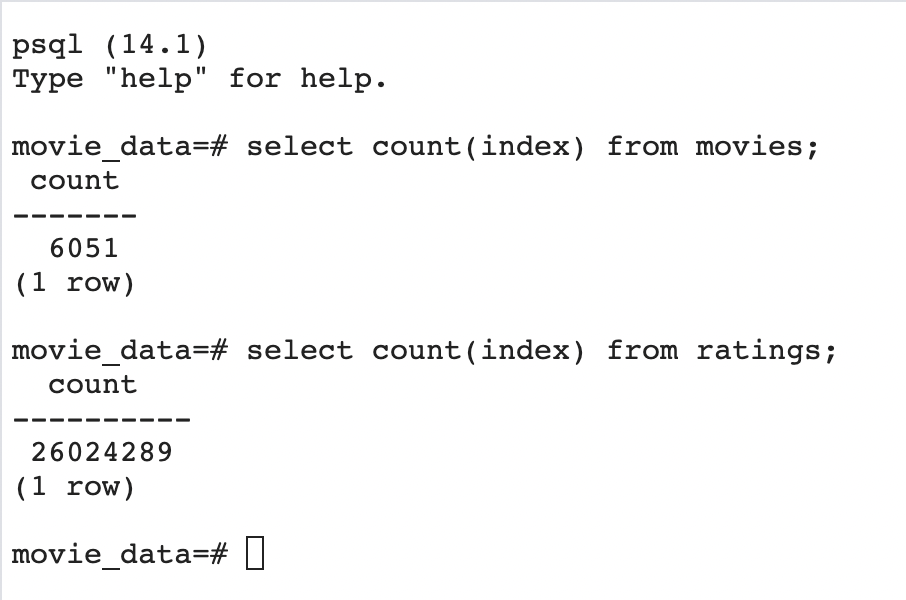 psql (14.1)
Type "help" for help.
movie_data=# select count(index) from movies;
count
-------
6051
(1 row)
movie_data=# select count(index) from ratings;
count
----------
26024289
(1 row)
movie_data=#